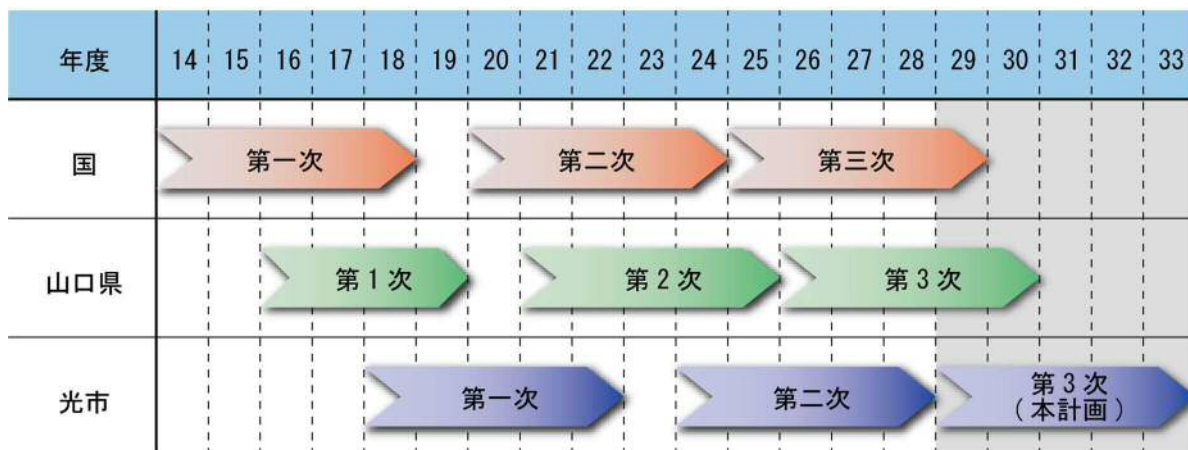 年度 14 15 16 17 18 19 20 21 22 23 24 25 26 27 28 29 30 31 32 33
国 第一次 第二次 第三次
山口県 第1次 第2次 第3次
光市 第一次 第二次 第3次
(本計画)